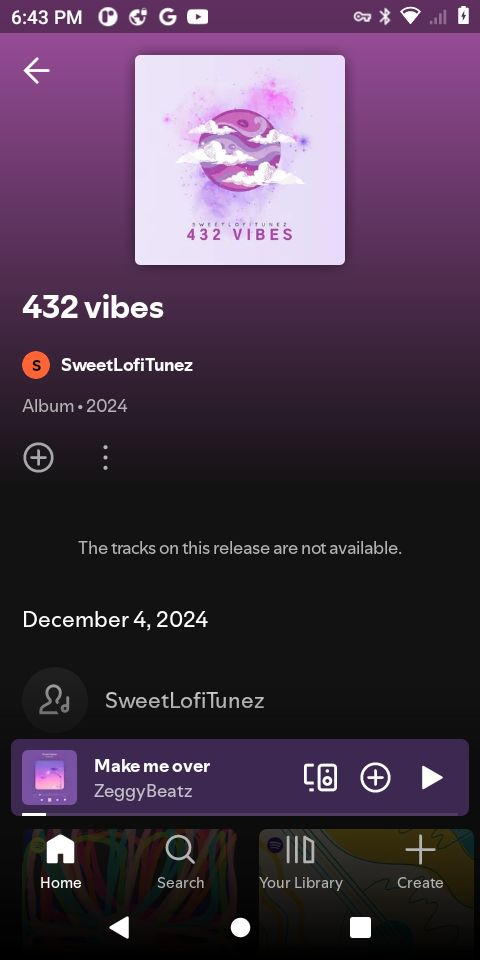 6:43 PM
SWEETLOFITUNEZ
432 VIBES
432 vibes
S SweetLofiTunez
Album • 2024
The tracks on this release are not available.
December 4, 2024
SweetLofiTunez
Make me over
ZeggyBeatz
Home
Search
Your Library
Create